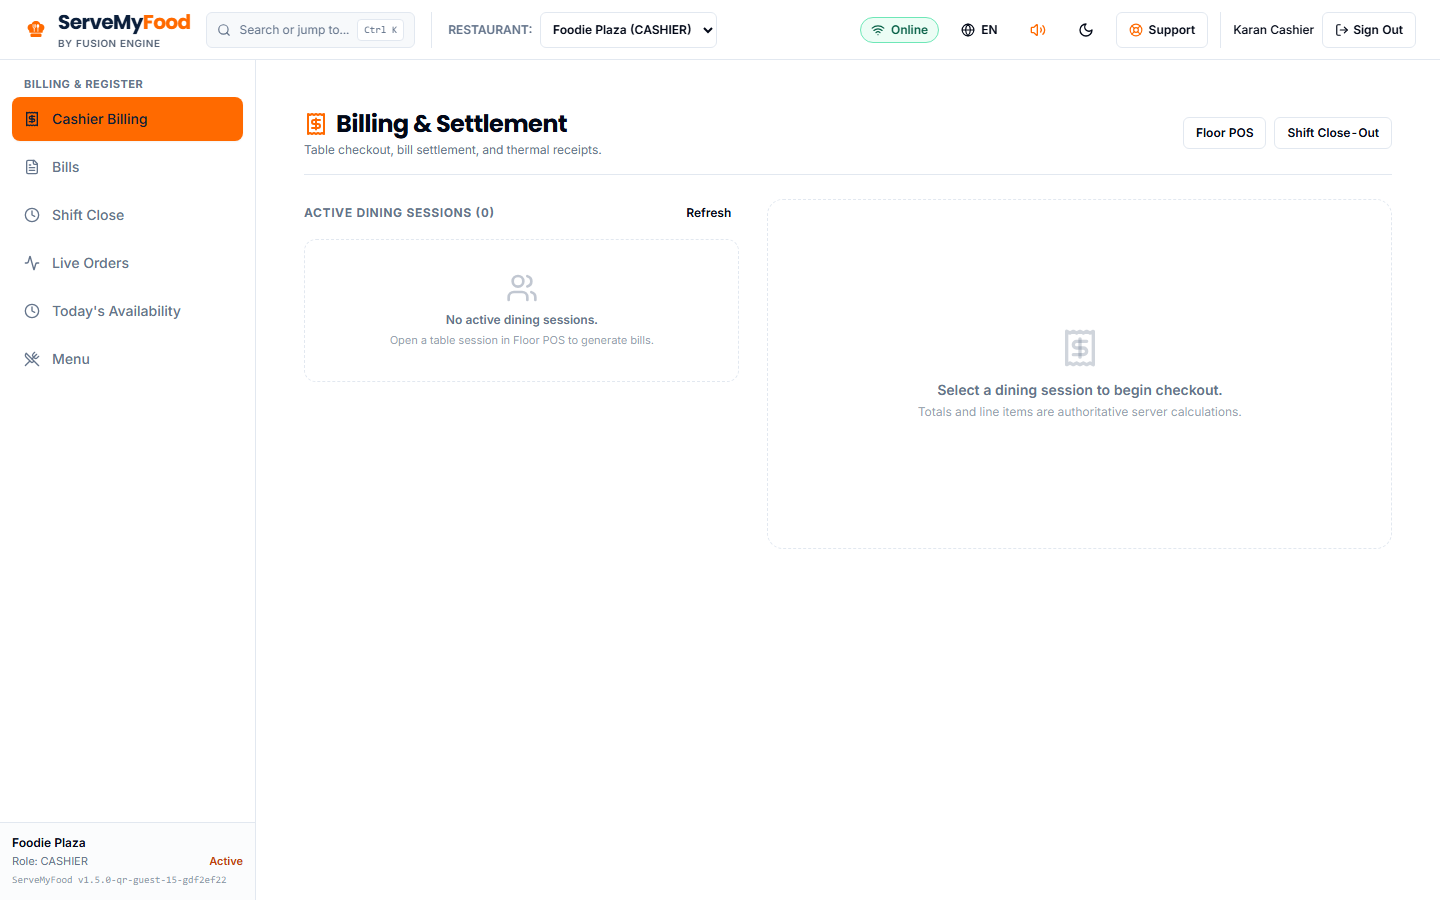 ServeMyFood
BY FUSION ENGINE
Search or jump to...
Ctrl K
RESTAURANT:
Foodie Plaza (CASHIER)
Online
EN
Support
Karan Cashier
Sign Out
BILLING & REGISTER
Cashier Billing
Bills
Shift Close
Live Orders
Today's Availability
Menu
Foodie Plaza
Role: CASHIER
Active
ServeMyFood v1.5.0-qr-guest-15-gdf2ef22
Billing & Settlement
Table checkout, bill settlement, and thermal receipts.
Floor POS
Shift Close-Out
ACTIVE DINING SESSIONS (0)
Refresh
No active dining sessions.
Open a table session in Floor POS to generate bills.
Select a dining session to begin checkout.
Totals and line items are authoritative server calculations.